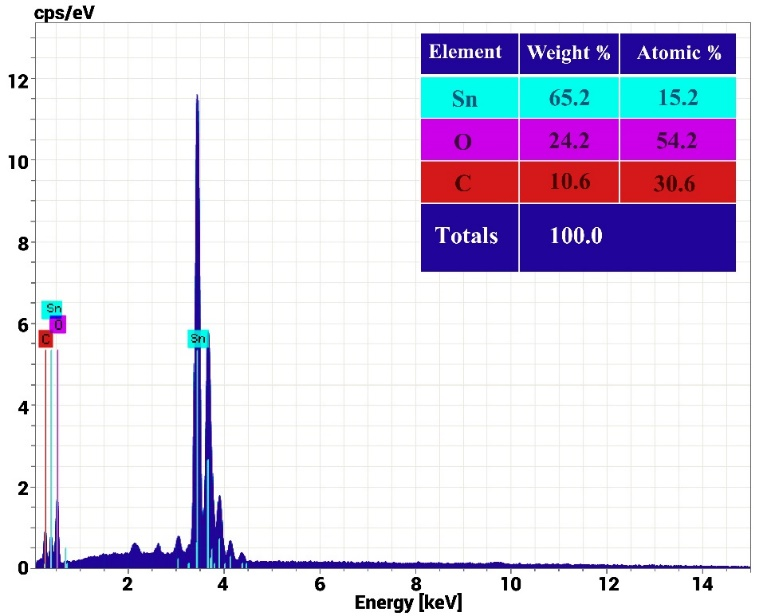 cps/eV
Element Weight % Atomic %
Sn 65.2 15.2
O 24.2 54.2
C 10.6 30.6
Totals 100.0
12
10
8
6
4
2
0
Sn
O
C
Sn
2 4 6 8 10 12 14
Energy [keV]